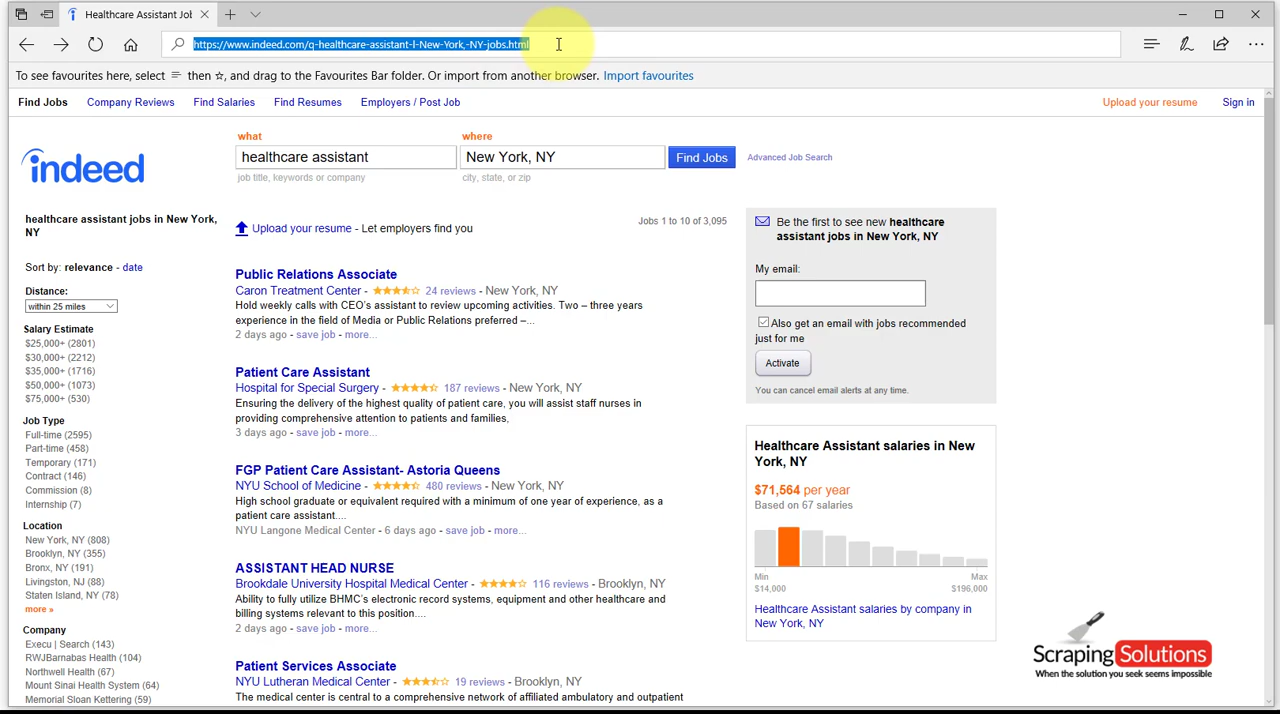 Healthcare Assistant Jol
https://www.indeed.com/q-healthcare-assistant-l-New-York,-NY-jobs.html
To see favourites here, select then ☆, and drag to the Favourites Bar folder. Or import from another browser. Import favourites
Find Jobs Company Reviews Find Salaries Find Resumes Employers / Post Job Upload your resume Sign in
indeed
what where
healthcare assistant New York, NY Find Jobs Advanced Job Search
job title, keywords or company city, state, or zip
healthcare assistant jobs in New York,
NY
Sort by: relevance - date
Distance:
within 25 miles
Salary Estimate
$25,000+ (2801)
$30,000+ (2212)
$35,000+ (1716)
$50,000+ (1073)
$75,000+ (530)
Job Type
Full-time (2595)
Part-time (458)
Temporary (171)
Contract (146)
Commission (8)
Internship (7)
Location
New York, NY (808)
Brooklyn, NY (355)
Bronx, NY (191)
Livingston, NJ (88)
Staten Island, NY (78)
more »
Company
Execu | Search (143)
RWJBarnabas Health (104)
Northwell Health (67)
Mount Sinai Health System (64)
Memorial Sloan Kettering (59)
Upload your resume - Let employers find you
Jobs 1 to 10 of 3,095
Public Relations Associate
Caron Treatment Center - 24 reviews - New York, NY
Hold weekly calls with CEO's assistant to review upcoming activities. Two – three years
experience in the field of Media or Public Relations preferred –...
2 days ago - save job - more...
Patient Care Assistant
Hospital for Special Surgery - 187 reviews - New York, NY
Ensuring the delivery of the highest quality of patient care, you will assist staff nurses in
providing comprehensive attention to patients and families,
3 days ago - save job - more...
FGP Patient Care Assistant- Astoria Queens
NYU School of Medicine - 480 reviews - New York, NY
High school graduate or equivalent required with a minimum of one year of experience, as a
patient care assistant....
NYU Langone Medical Center - 6 days ago - save job - more...
ASSISTANT HEAD NURSE
Brookdale University Hospital Medical Center - 116 reviews - Brooklyn, NY
Ability to fully utilize BHMC's electronic record systems, equipment and other healthcare and
billing systems relevant to this position....
2 days ago - save job - more...
Patient Services Associate
NYU Lutheran Medical Center - 19 reviews - Brooklyn, NY
The medical center is central to a comprehensive network of affiliated ambulatory and outpatient
Be the first to see new healthcare
assistant jobs in New York, NY
My email:
Also get an email with jobs recommended
just for me
Activate
You can cancel email alerts at any time.
Healthcare Assistant salaries in New
York, NY
$71,564 per year
Based on 67 salaries
Min Max
$14,000 $196,000
Healthcare Assistant salaries by company in
New York, NY
Scraping Solutions
When the solution you seek seems impossible